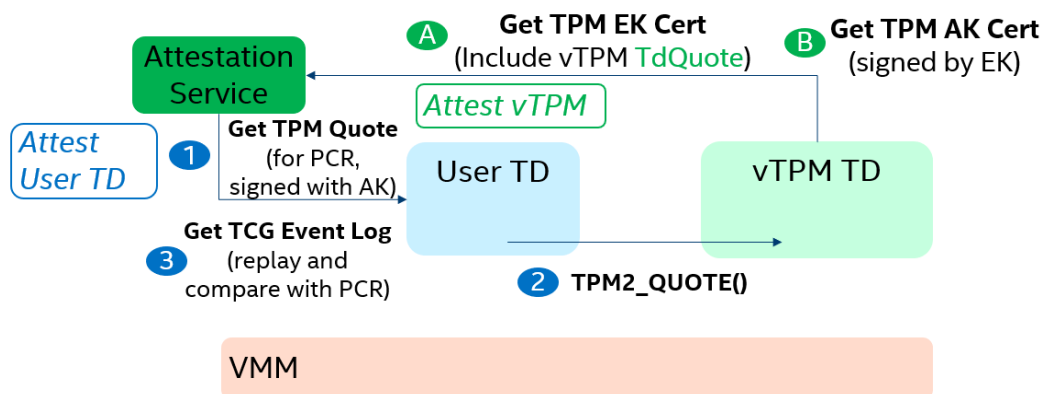 A
Get TPM EK Cert
(Include vTPM TdQuote)
B
Get TPM AK Cert
(signed by EK)
Attestation
Service
Attest vTPM
Attest
User TD
1
Get TPM Quote
(for PCR,
signed with AK)
User TD
vTPM TD
3
Get TCG Event Log
(replay and
compare with PCR)
2
TPM2_QUOTE()
VMM